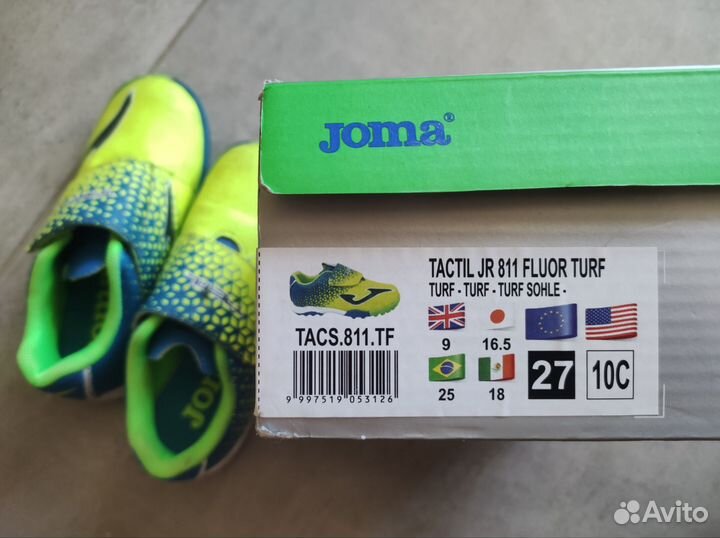 Joma®
TACTIL JR 811 FLUOR TURF
TURF - TURF - TURF SOHLE -
TACS.811.TF
9 16.5
25 18 27 10C
9 997519 053126
JO
Avito